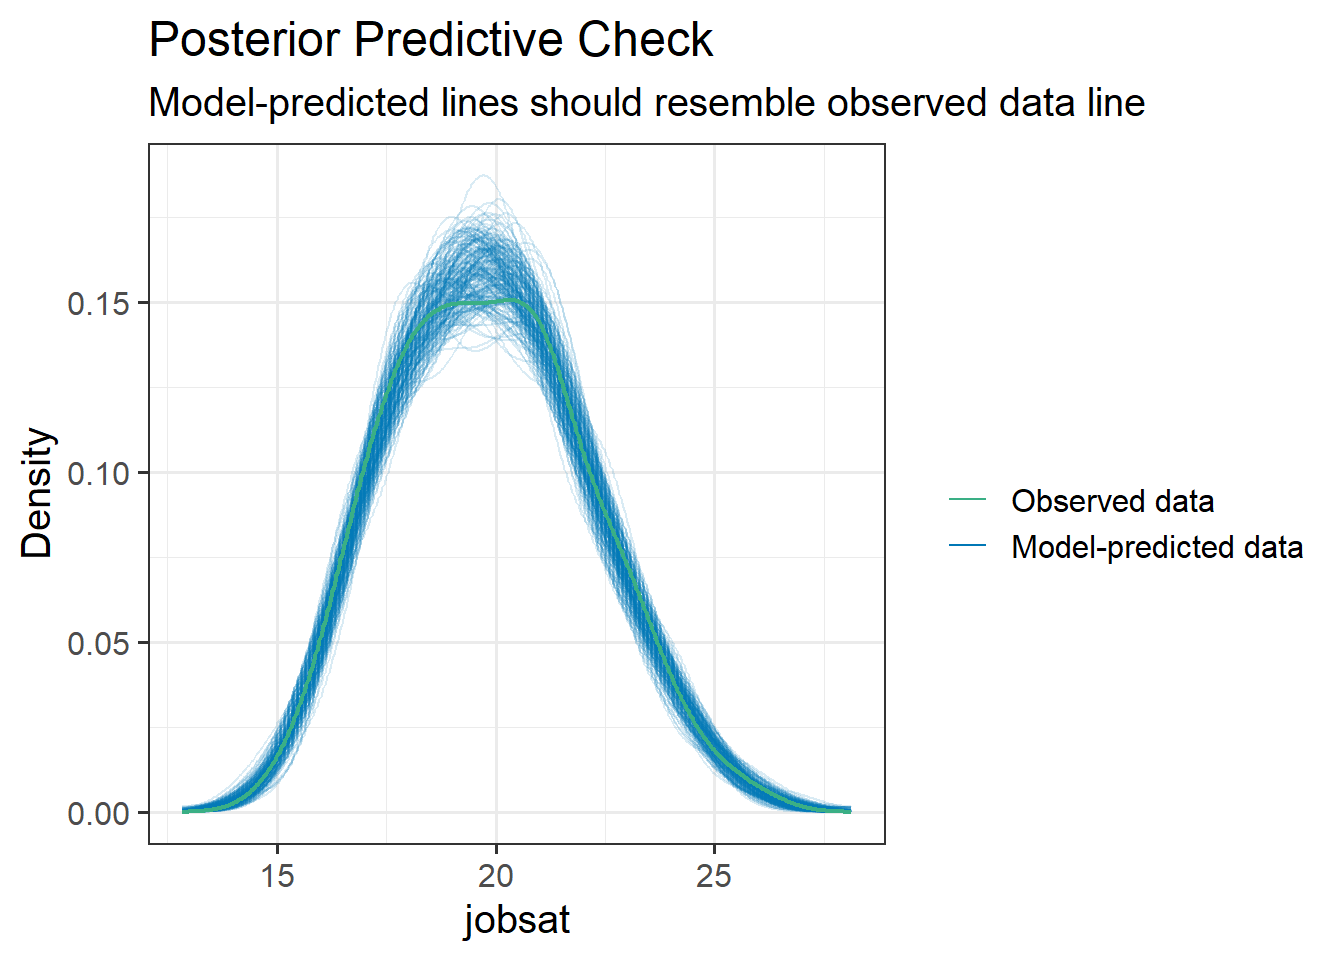 Posterior Predictive Check
Model-predicted lines should resemble observed data line
0.15
0.10
0.05
0.00
Density
15
20
25
jobsat
Observed data
Model-predicted data